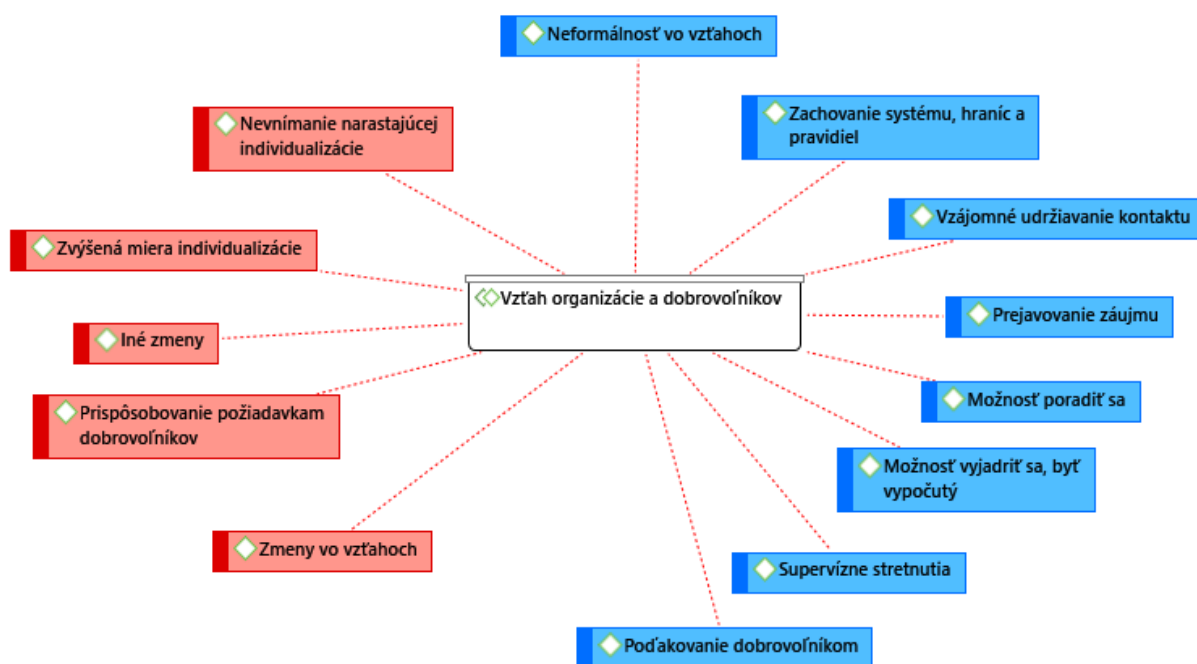 Neformálnosť vo vzťahoch
Zachovanie systému, hraníc a
pravidiel
Nevnímanie narastajúcej
individualizácie
Vzájomné udržiavanie kontaktu
Zvýšená miera individualizácie
Vzťah organizácie a dobrovoľníkov
Prejavovanie záujmu
Iné zmeny
Možnosť poradiť sa
Prispôsobovanie požiadavkam
dobrovoľníkov
Možnosť vyjadriť sa, byť
vypočutý
Zmeny vo vzťahoch
Supervízne stretnutia
Poďakovanie dobrovoľníkom